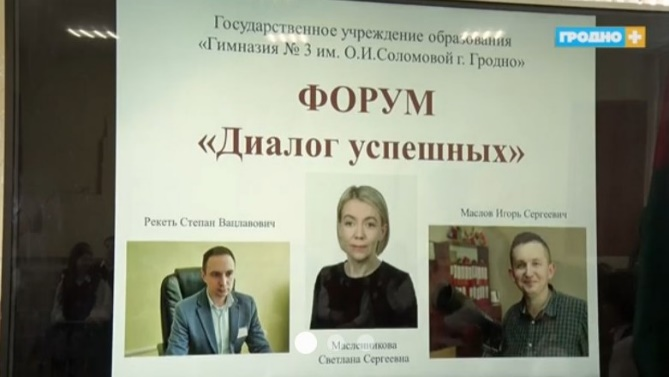 Государственное учреждение образования
«Гимназия № 3 им. О.И.Соломовой г. Гродно»
ГРОДНО +
ФОРУМ
«Диалог успешных»
Рекеть Степан Вацлавович
Маслов Игорь Сергеевич
Масленникова
Светлана Сергеевна